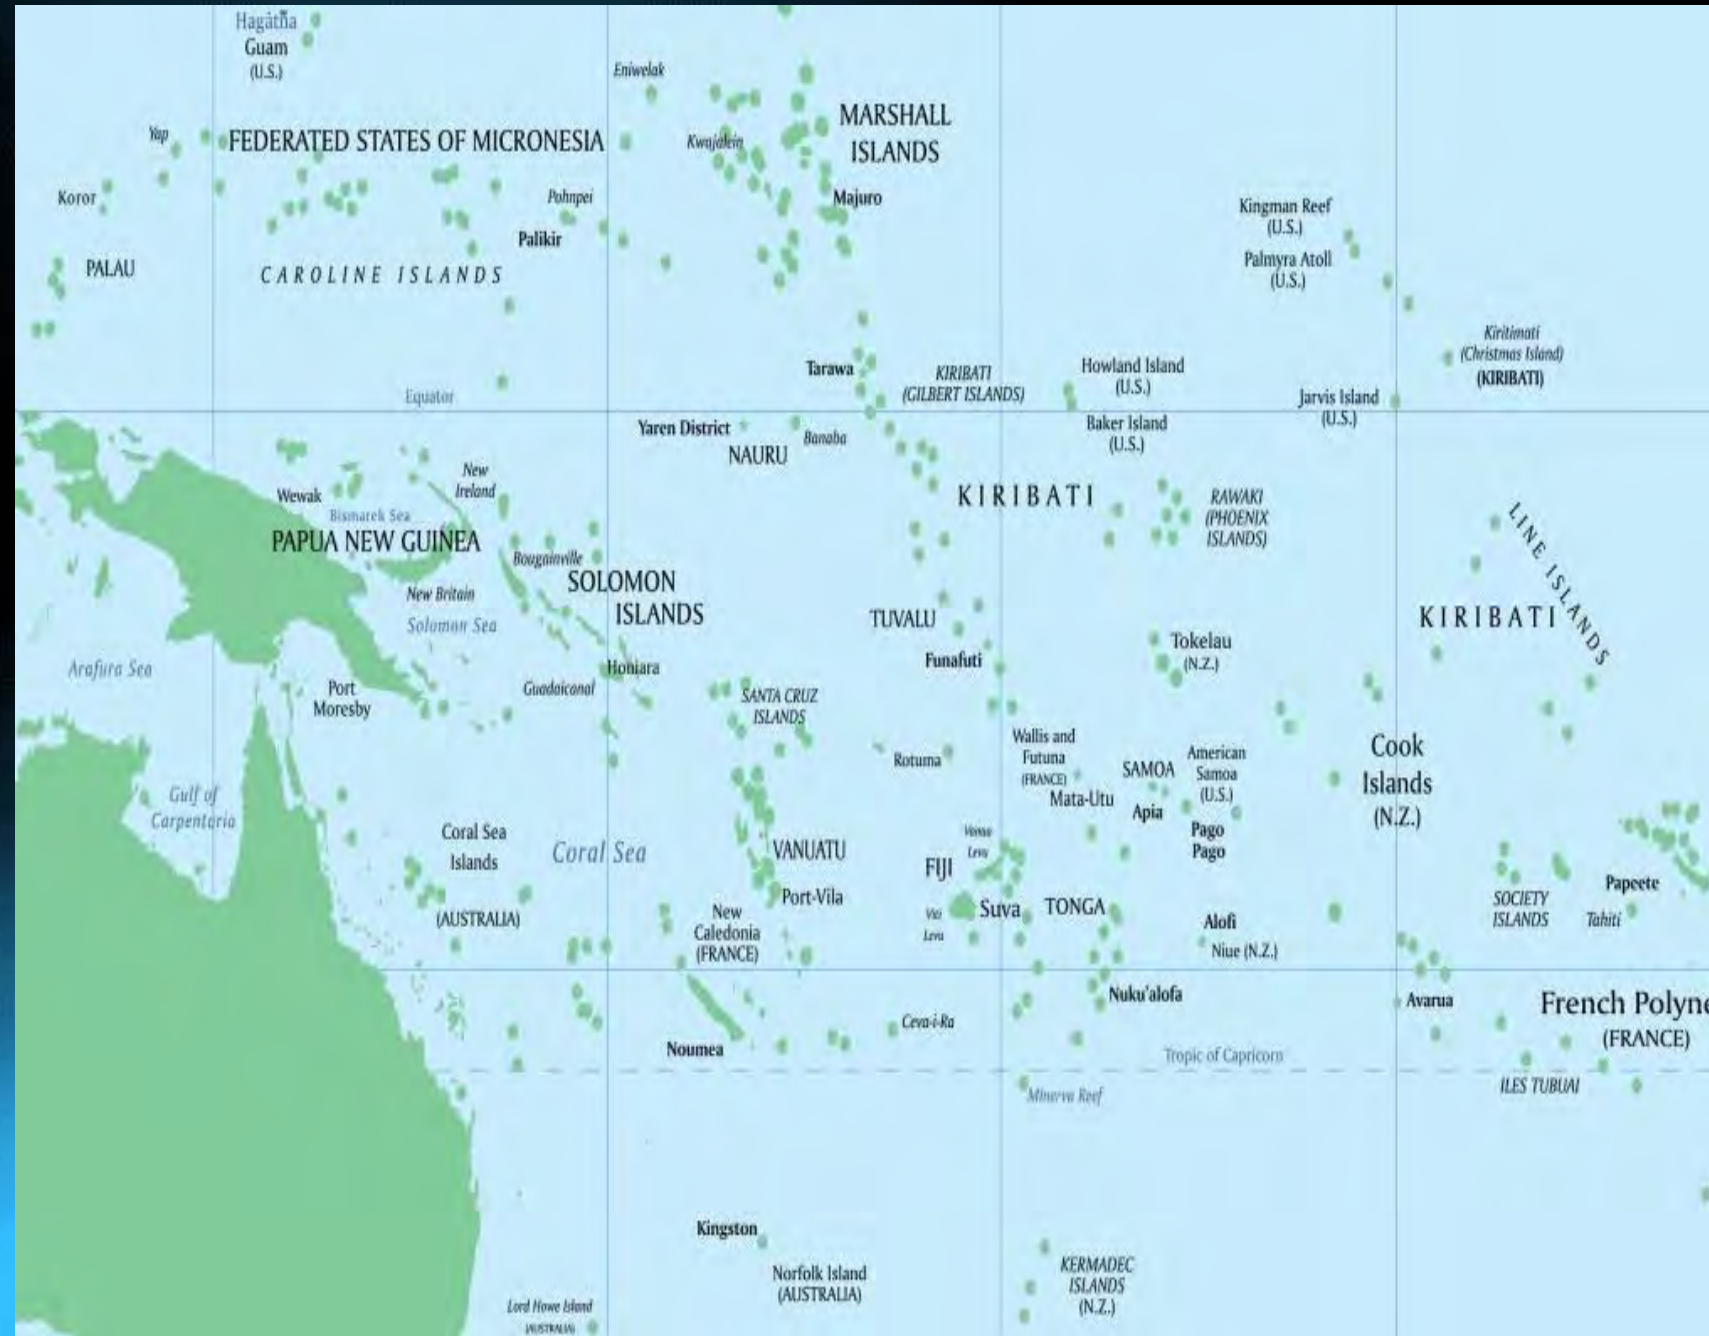 Hagåtña
Guam
(U.S.)
Eniwelak
MARSHALL
ISLANDS
Yap
FEDERATED STATES OF MICRONESIA
Kwajalein
Koror
Pohnpei
Majuro
Kingman Reef
(U.S.)
Palikir
PALAU
CAROLINE ISLANDS
Palmyra Atoll
(U.S.)
Kiritimati
(Christmas Island)
(KIRIBATI)
Tarawa
KIRIBATI
(GILBERT ISLANDS)
Howland Island
(U.S.)
Jarvis Island
(U.S.)
Equator
Baker Island
(U.S.)
Yaren District
NAURU
Banaba
New
Ireland
Wewak
Bismarek Sea
PAPUA NEW GUINEA
KIRIBATI
RAWAKI
(PHOENIX
ISLANDS)
LINE ISLANDS
Bougainville
SOLOMON
ISLANDS
New Britain
Solomon Sea
TUVALU
KIRIBATI
Tokelau
(N.Z.)
Arafura Sea
Funafuti
Honiara
Guadalcanal
Port
Moresby
SANTA CRUZ
ISLANDS
Rotuma
Wallis and
Futuna
(FRANCE)
Mata-Utu
SAMOA
Apia
American
Samoa
(U.S.)
Pago
Pago
Cook
Islands
(N.Z.)
Gulf of
Carpentaria
Coral Sea
Islands
(AUSTRALIA)
Coral Sea
VANUATU
Port-Vila
FIJI
Levu
Suva
TONGA
Papeete
Tahiti
SOCIETY
ISLANDS
New
Caledonia
(FRANCE)
Alofi
Niue (N.Z.)
Nuku'alofa
Avarua
French Polyne
(FRANCE)
Ceva-i-Ra
Noumea
Tropic of Capricorn
Minerva Reef
ILES TUBUAI
Kingston
Norfolk Island
(AUSTRALIA)
KERMADEC
ISLANDS
(N.Z.)
Lord Howe Island
(AUSTRALIA)